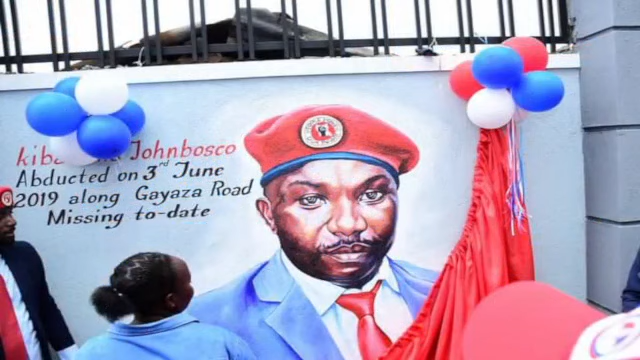 Johnbosco
Abducted on 3rd June
2019 along Gayaza Road
Missing to-date